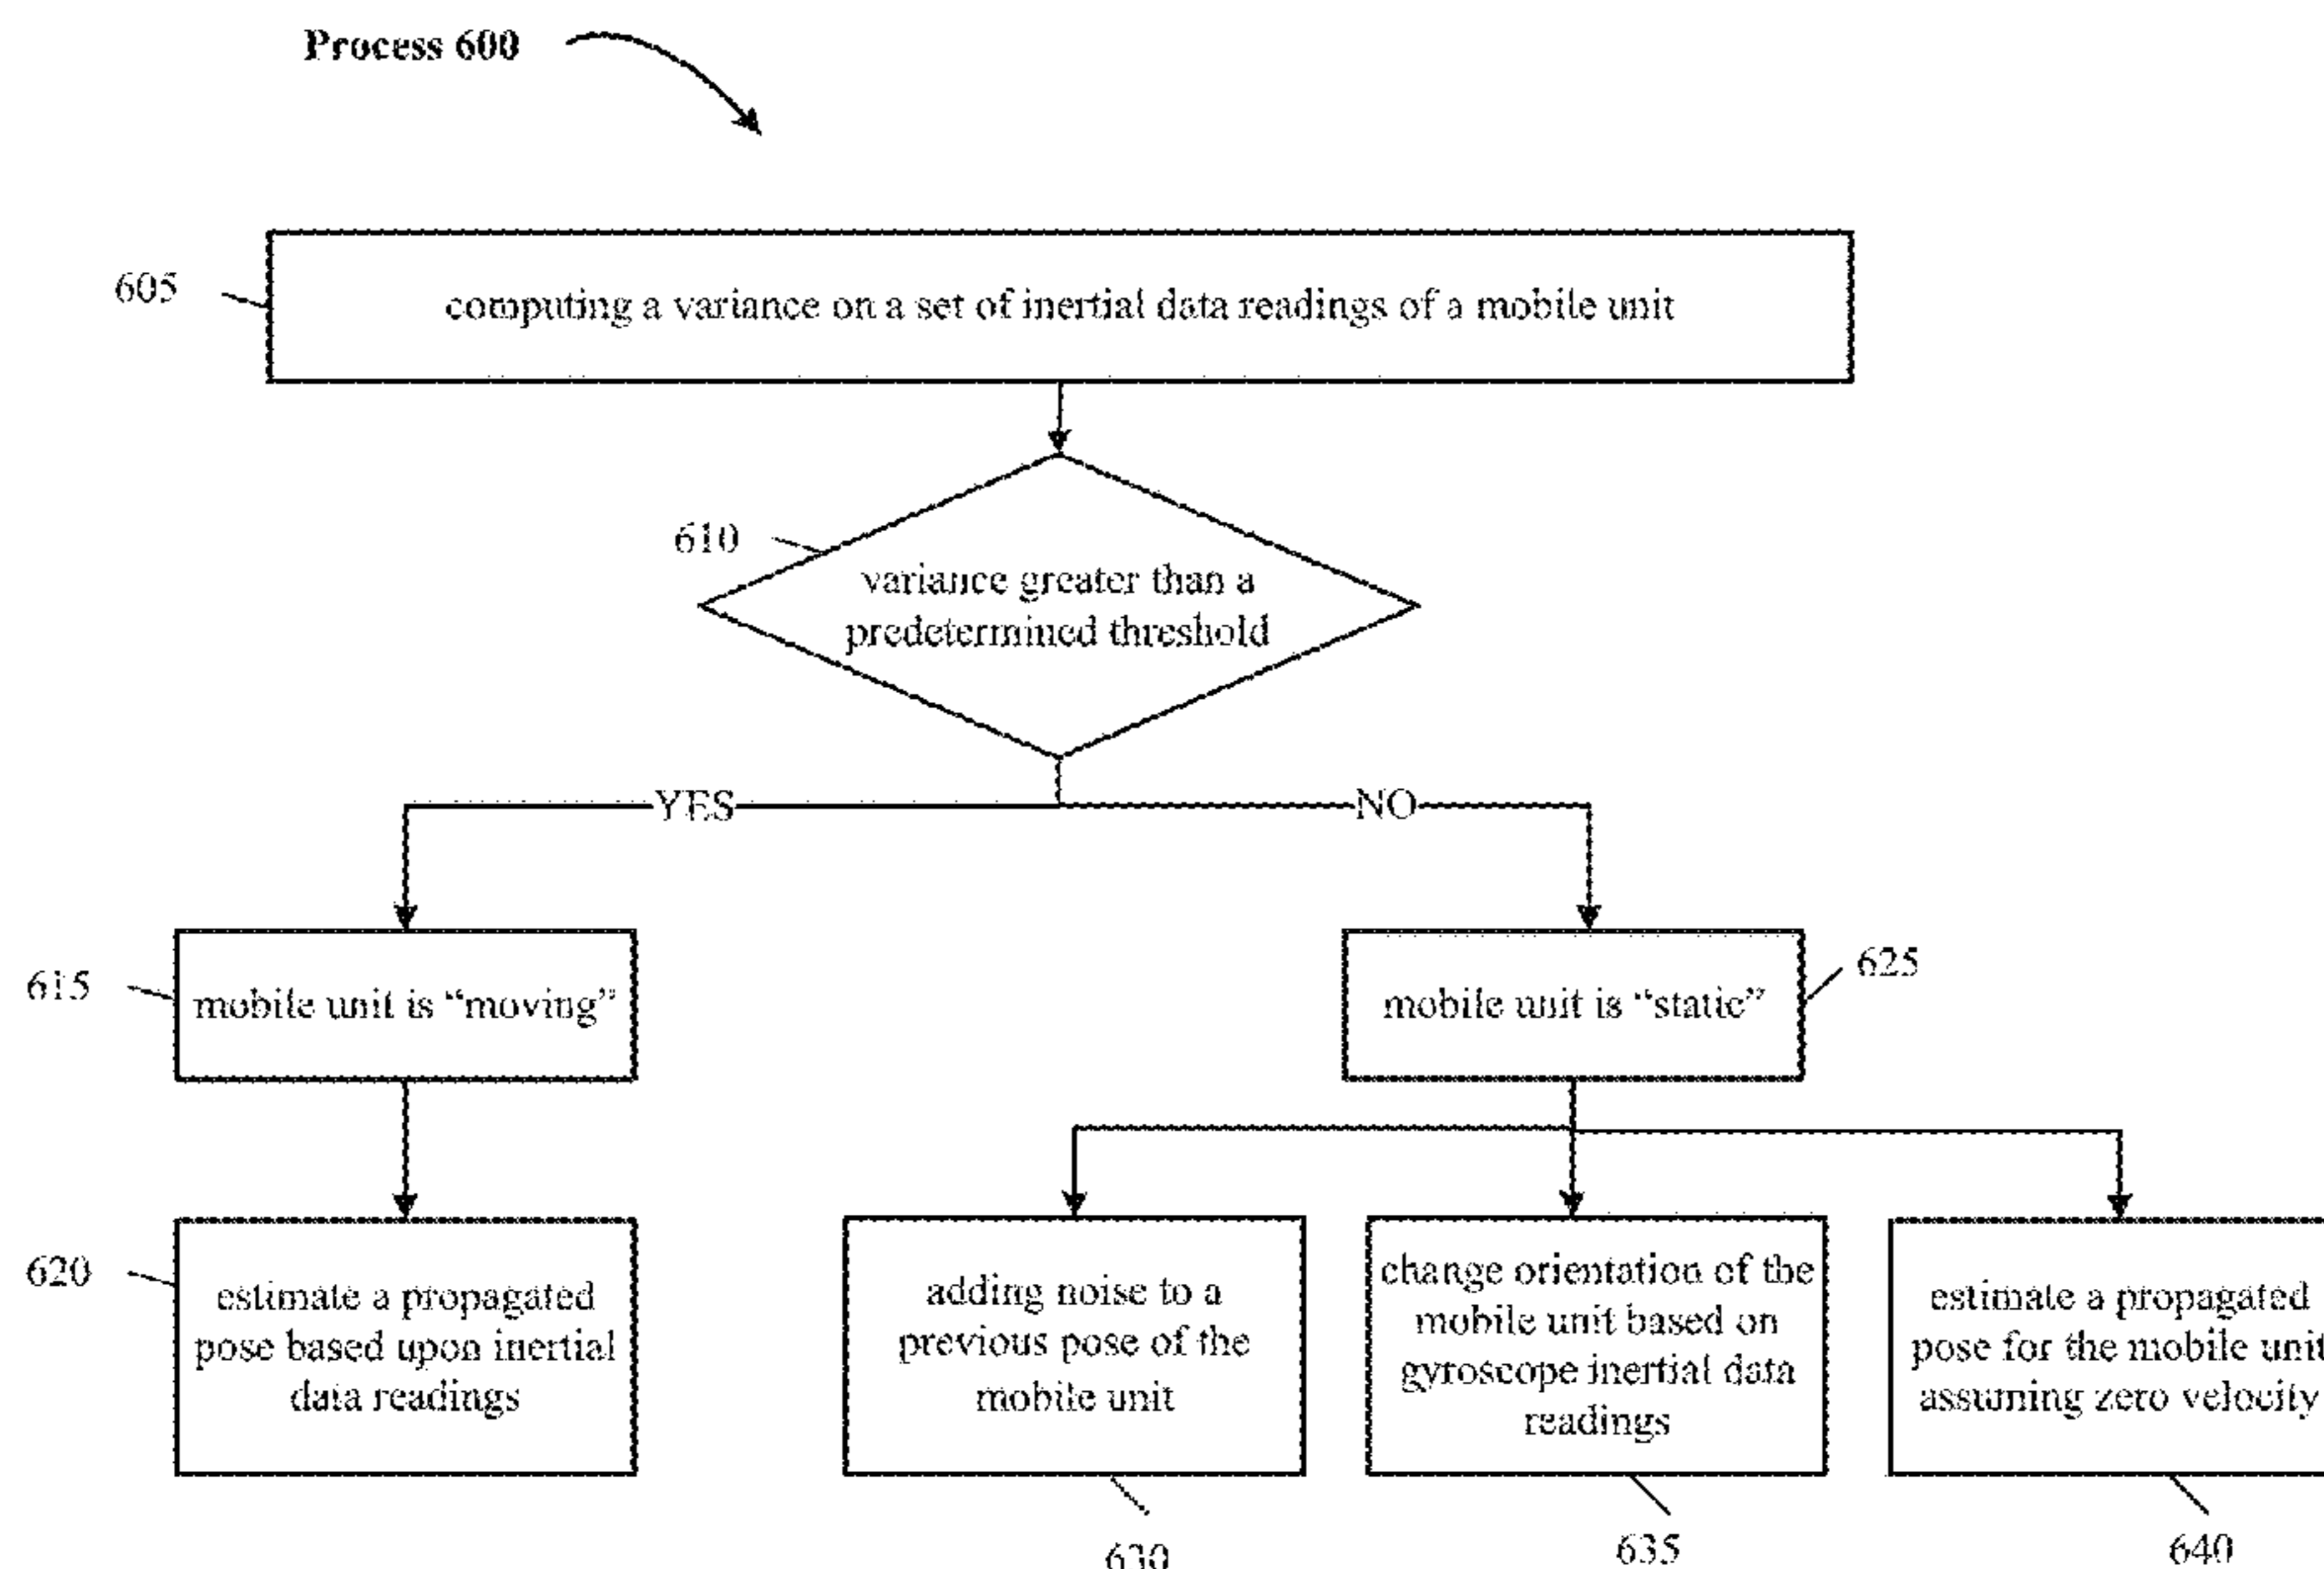 Process 600
605
computing a variance on a set of inertial data readings of a mobile unit
610
variance greater than a
predetermined threshold
YES
NO
615
mobile unit is “moving”
625
mobile unit is “static”
620
estimate a propagated
pose based upon inertial
data readings
adding noise to a
previous pose of the
mobile unit
change orientation of the
mobile unit based on
gyroscope inertial data
readings
estimate a propagated
pose for the mobile unit
assuming zero velocity
630
635
640